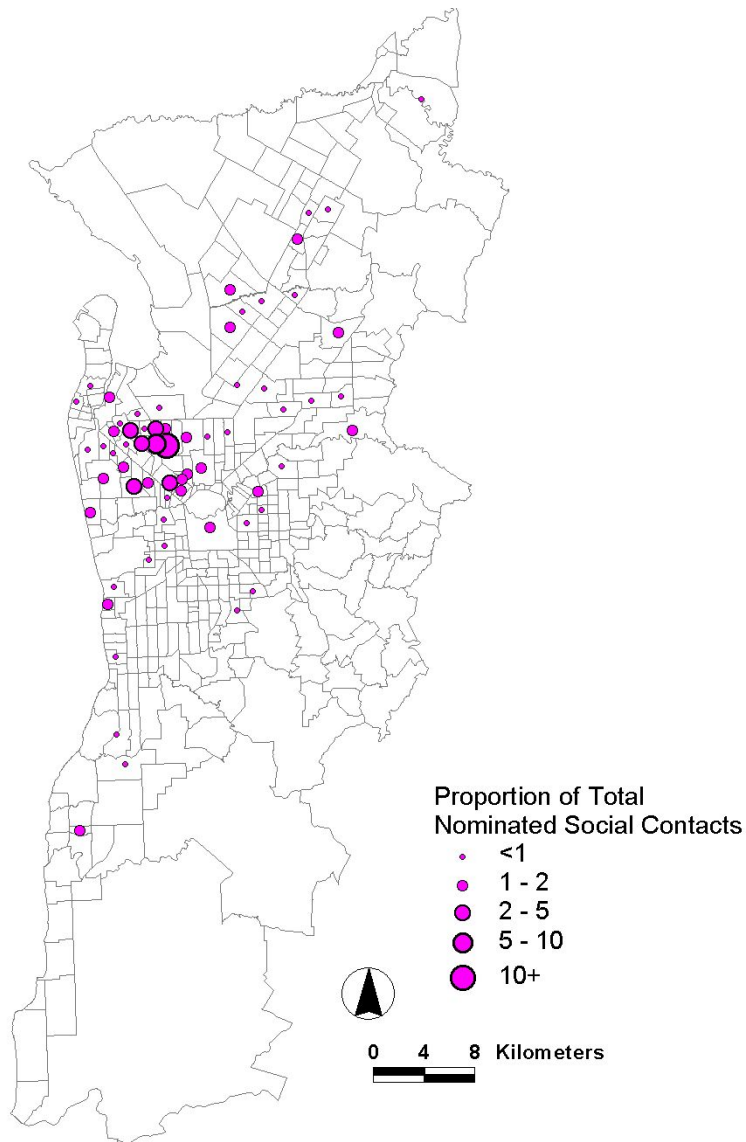 Proportion of Total
Nominated Social Contacts
<1
1 - 2
2 - 5
5 - 10
10+
0 4 8 Kilometers